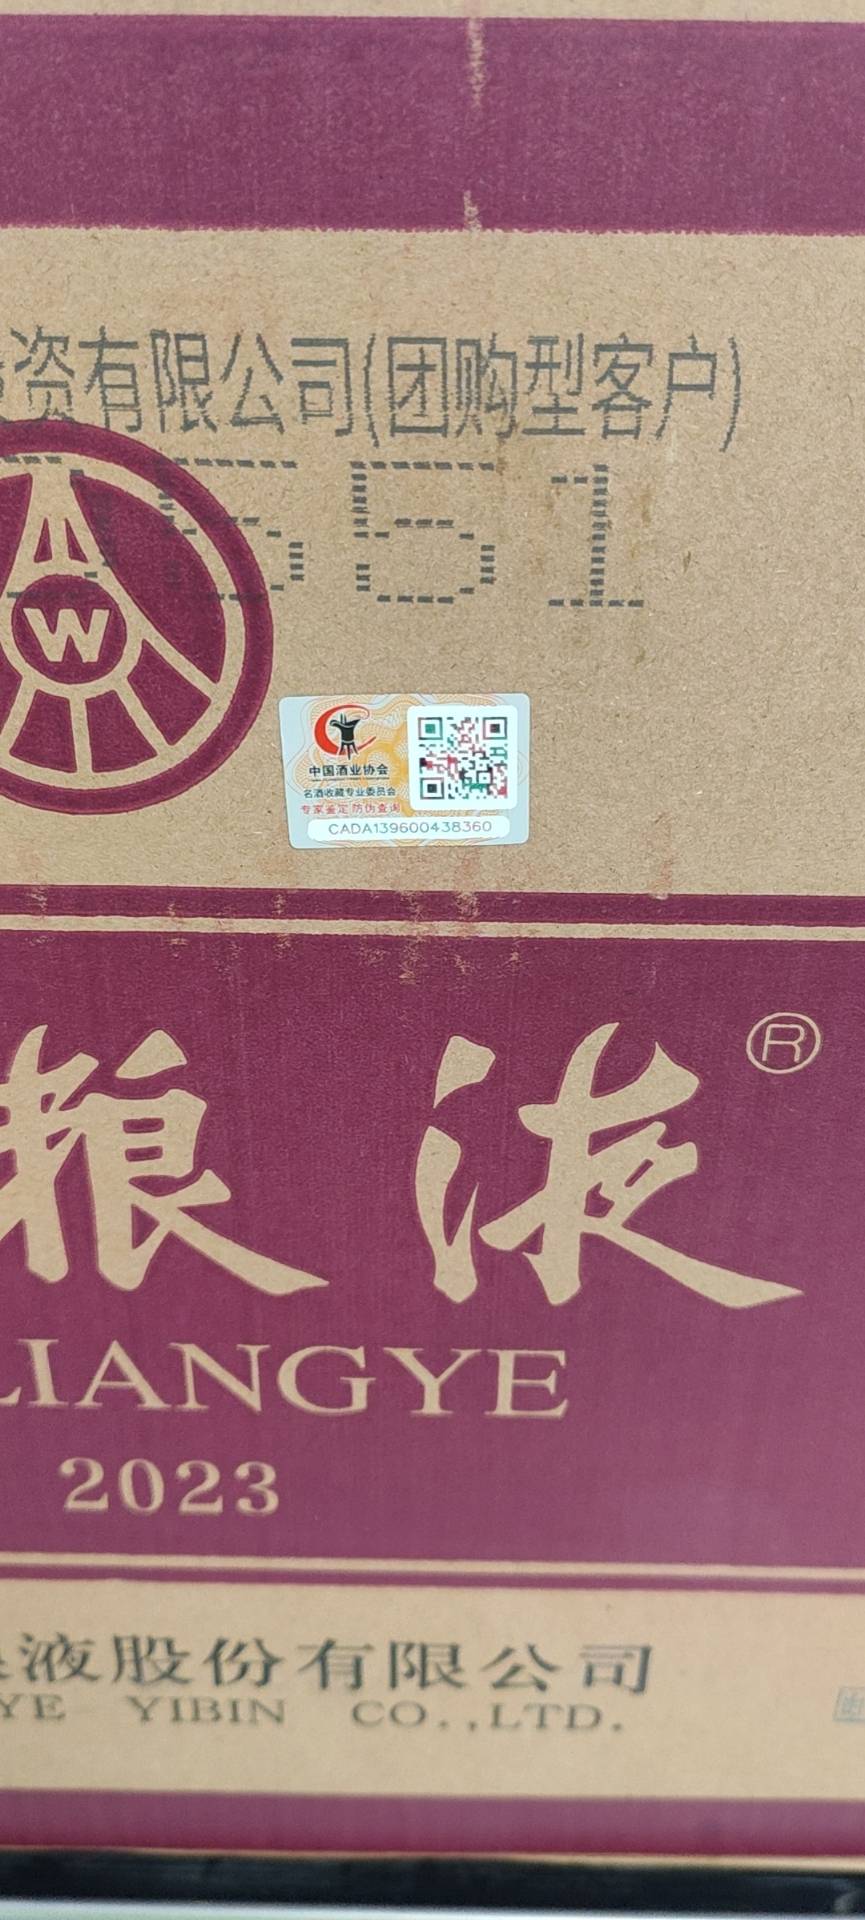 资有限公司(团购型客户)
551
W
中国酒业协会
名酒收藏专业委员会
专家鉴定 防伪查询
CADA139600438360
粮液®
LIANGYE
2023
液股份有限公司
YE YIBIN CO.,LTD.